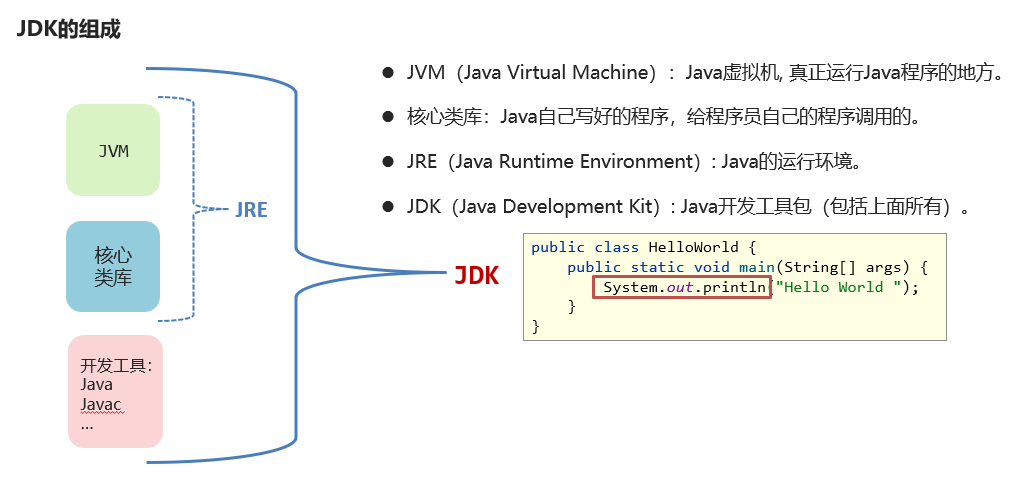 JDK的组成
JVM
核心
类库
开发工具：
Java
Javac
...
JRE
JDK
● JVM（Java Virtual Machine）：Java虚拟机, 真正运行Java程序的地方。
● 核心类库：Java自己写好的程序，给程序员自己的程序调用的。
● JRE（Java Runtime Environment）: Java的运行环境。
● JDK（Java Development Kit）: Java开发工具包（包括上面所有）。
public class HelloWorld {
    public static void main(String[] args) {
        System.out.println("Hello World ");
    }
}